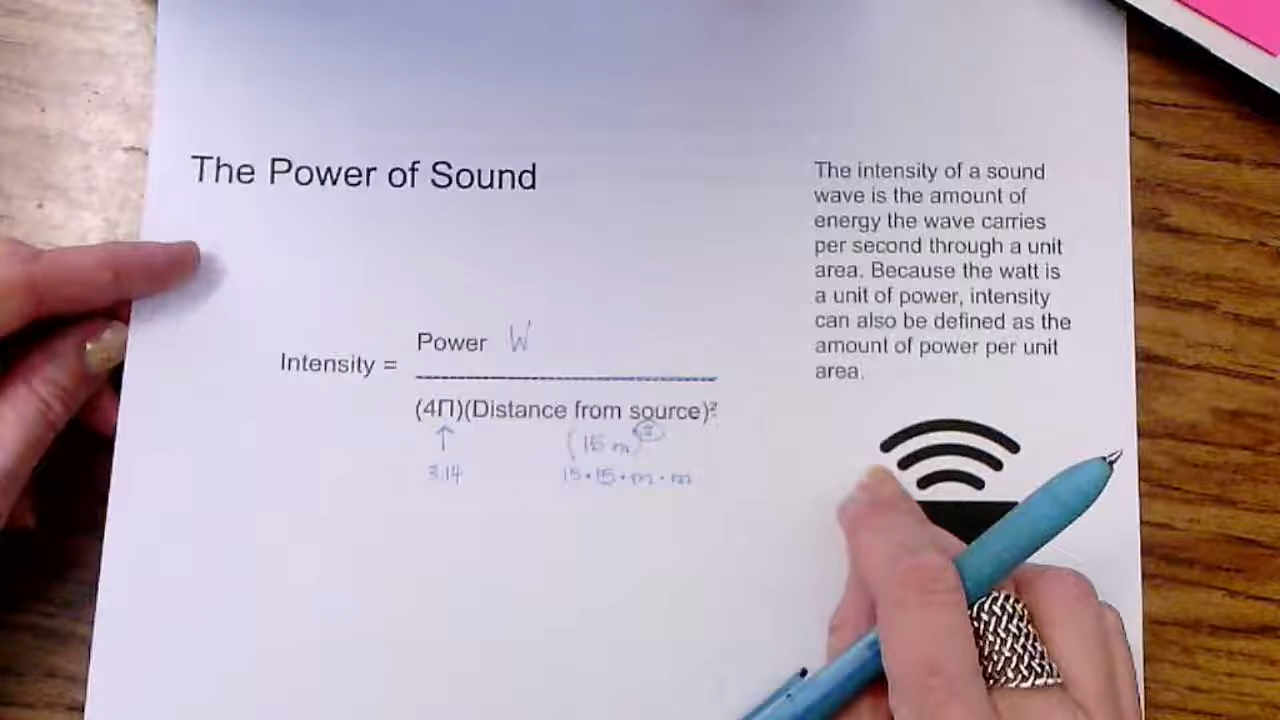 The Power of Sound
Intensity =
Power W
(4Π)(Distance from source)²
↑
3.14
(15 m)²
15•15•m•m
The intensity of a sound
wave is the amount of
energy the wave carries
per second through a unit
area. Because the watt is
a unit of power, intensity
can also be defined as the
amount of power per unit
area.